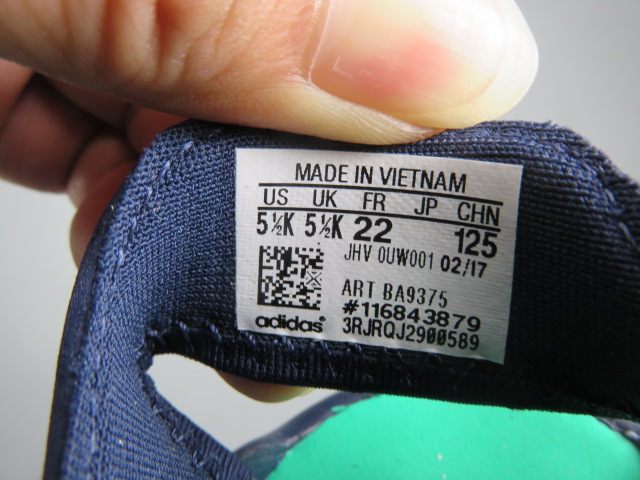 MADE IN VIETNAM
US UK FR JP CHN
5½K 5½K 22 125
JHV 0UW001 02/17
ART BA9375
#116843879
adidas® 3RJRQJ2900589